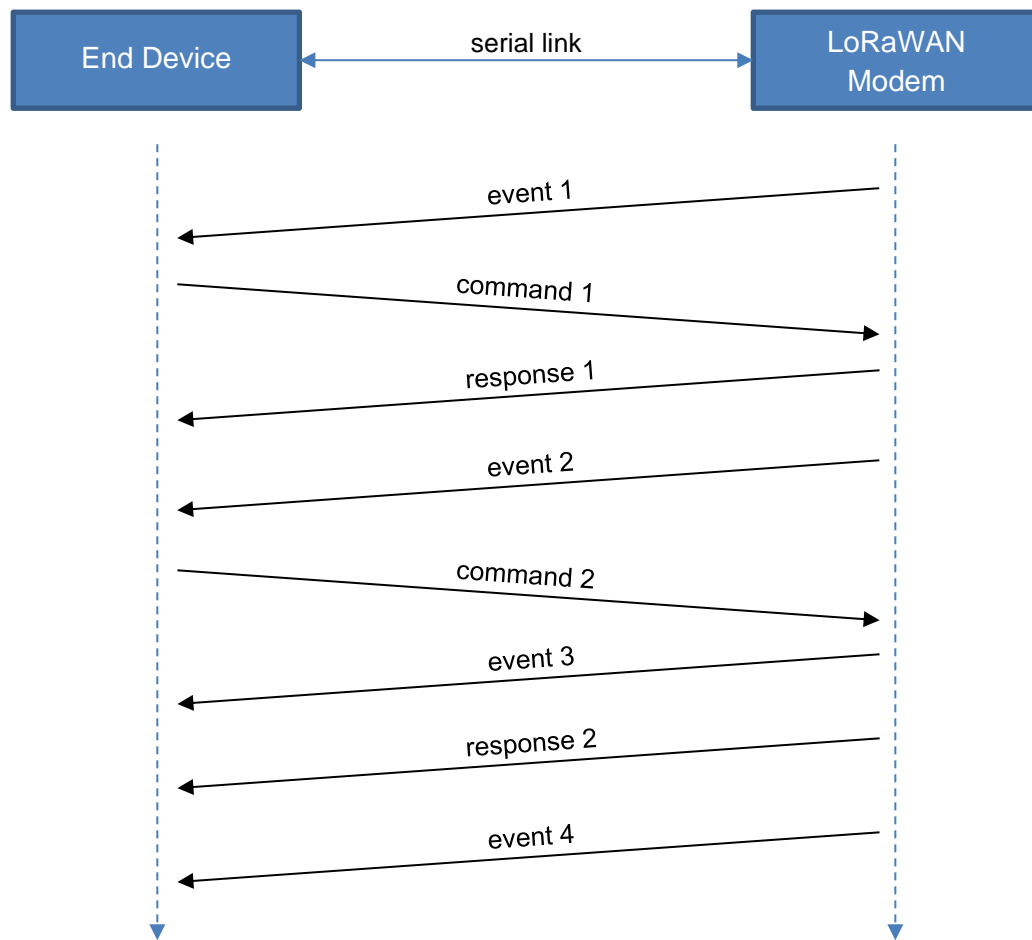 End Device
serial link
LoRaWAN
Modem
event 1
command 1
response 1
event 2
command 2
event 3
response 2
event 4